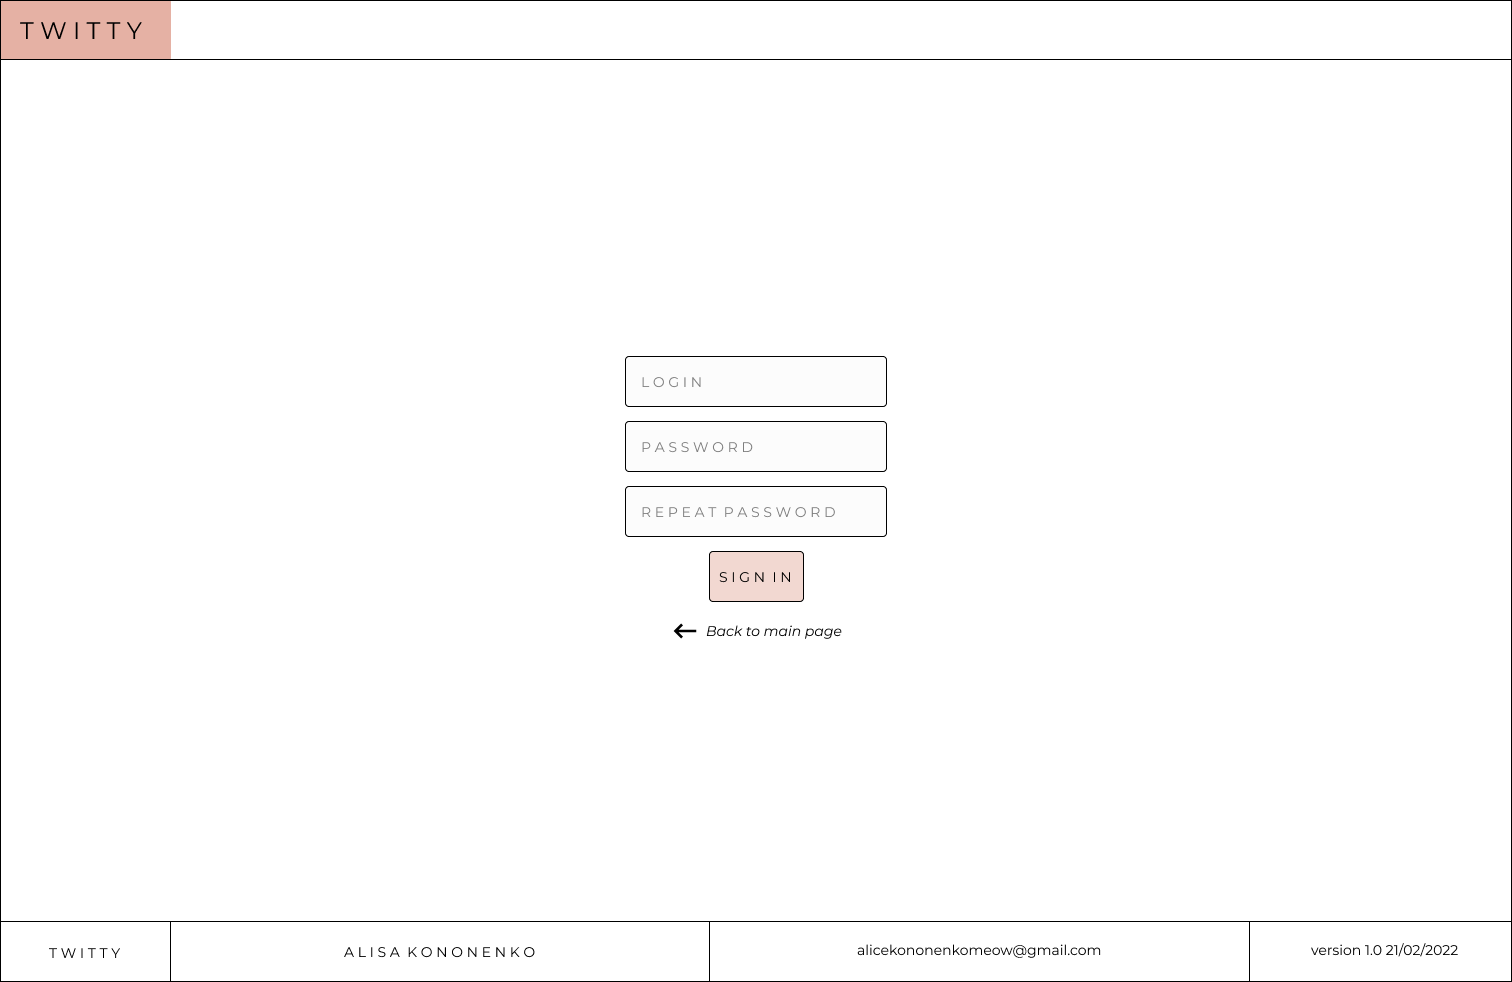 TWITTY
LOGIN
PASSWORD
REPEAT PASSWORD
SIGN IN
Back to main page
TWITTY
ALISA KONONENKO
alicekononenkomeow@gmail.com
version 1.0 21/02/2022